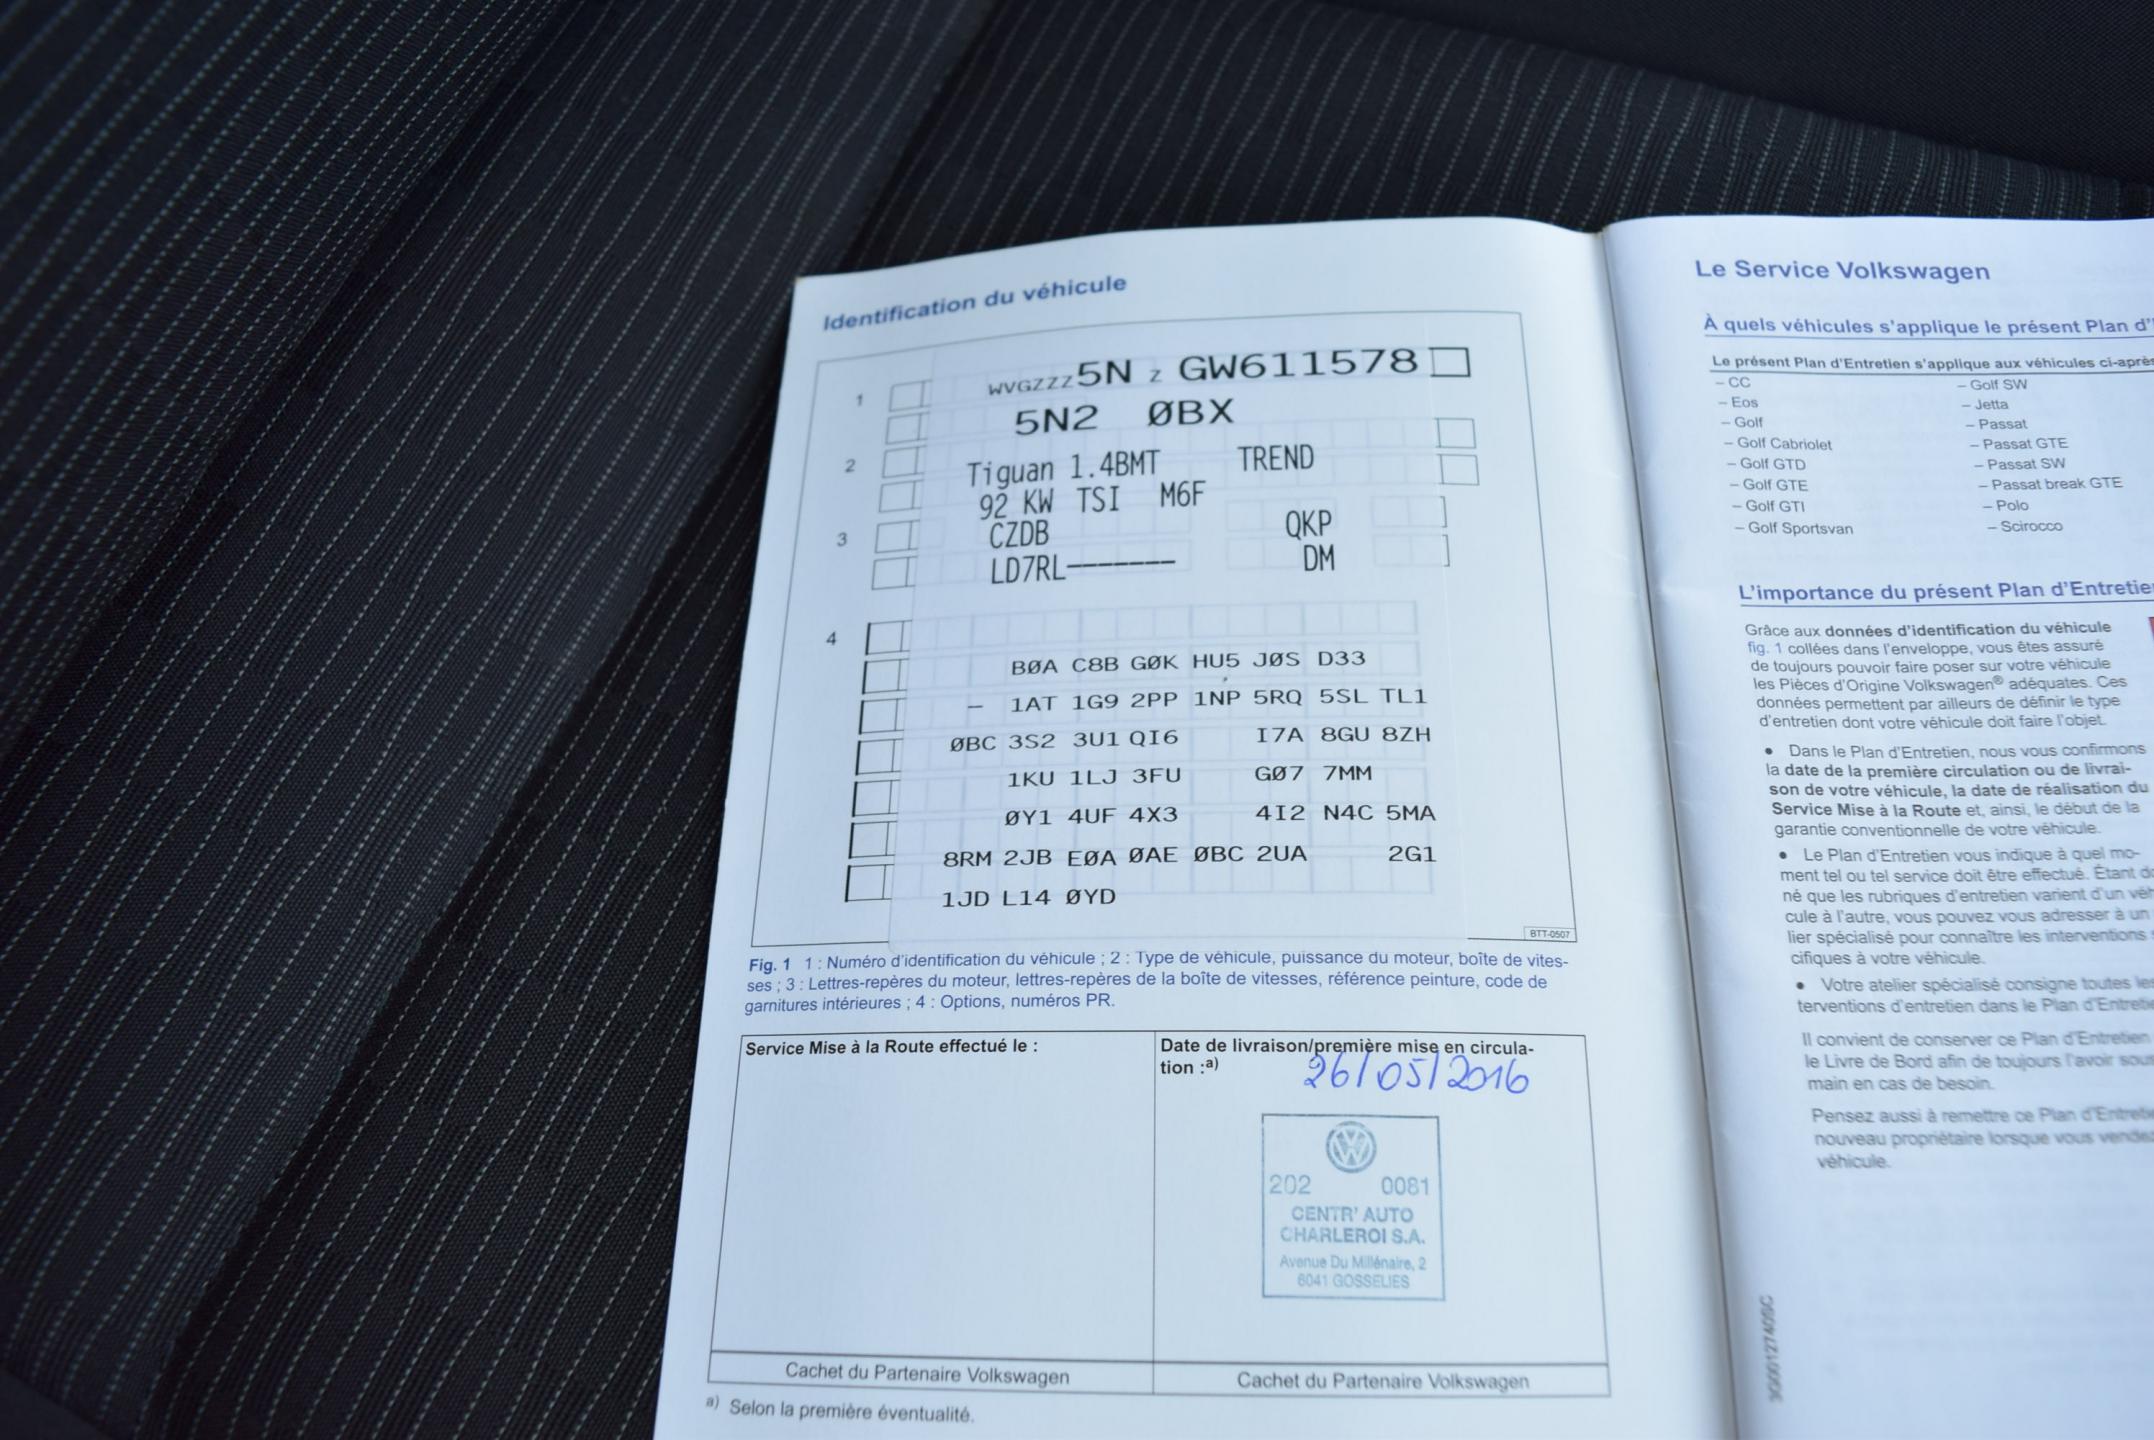 Identification du véhicule
1
WVGZZZ 5N Z GW611578
5N2 ØBX
2
Tiguan 1.4BMT TREND
92 KW TSI M6F
3
CZDB QKP
LD7RL------- DM
4
BØA C8B GØK HU5 JØS D33
– 1AT 1G9 2PP 1NP 5RQ 5SL TL1
ØBC 3S2 3U1 QI6 I7A 8GU 8ZH
1KU 1LJ 3FU GØ7 7MM
ØY1 4UF 4X3 4I2 N4C 5MA
8RM 2JB EØA ØAE ØBC 2UA 2G1
1JD L14 ØYD
BTT-0507
Fig. 1 1 : Numéro d'identification du véhicule ; 2 : Type de véhicule, puissance du moteur, boîte de vites-
ses ; 3 : Lettres-repères du moteur, lettres-repères de la boîte de vitesses, référence peinture, code de
garnitures intérieures ; 4 : Options, numéros PR.
Service Mise à la Route effectué le :
Date de livraison/première mise en circula-
tion :a)
26/05/2016
202 0081
CENTR' AUTO
CHARLEROI S.A.
Avenue Du Millénaire, 2
6041 GOSSELIES
Cachet du Partenaire Volkswagen
Cachet du Partenaire Volkswagen
a) Selon la première éventualité.
Le Service Volkswagen
À quels véhicules s'applique le présent Plan d'
Le présent Plan d'Entretien s'applique aux véhicules ci-après
– CC
– Eos
– Golf
– Golf Cabriolet
– Golf GTD
– Golf GTE
– Golf GTI
– Golf Sportsvan
– Golf SW
– Jetta
– Passat
– Passat GTE
– Passat SW
– Passat break GTE
– Polo
– Scirocco
L'importance du présent Plan d'Entretie
Grâce aux données d'identification du véhicule
fig. 1 collées dans l'enveloppe, vous êtes assuré
de toujours pouvoir faire poser sur votre véhicule
les Pièces d'Origine Volkswagen® adéquates. Ces
données permettent par ailleurs de définir le type
d'entretien dont votre véhicule doit faire l'objet.
• Dans le Plan d'Entretien, nous vous confirmons
la date de la première circulation ou de livrai-
son de votre véhicule, la date de réalisation du
Service Mise à la Route et, ainsi, le début de la
garantie conventionnelle de votre véhicule.
• Le Plan d'Entretien vous indique à quel mo-
ment tel ou tel service doit être effectué. Étant do
né que les rubriques d'entretien varient d'un véh
cule à l'autre, vous pouvez vous adresser à un
lier spécialisé pour connaître les interventions
cifiques à votre véhicule.
• Votre atelier spécialisé consigne toutes les
terventions d'entretien dans le Plan d'Entreti
Il convient de conserver ce Plan d'Entretien
le Livre de Bord afin de toujours l'avoir sous
main en cas de besoin.
Pensez aussi à remettre ce Plan d'Entreti
nouveau propriétaire lorsque vous vendez
véhicule.